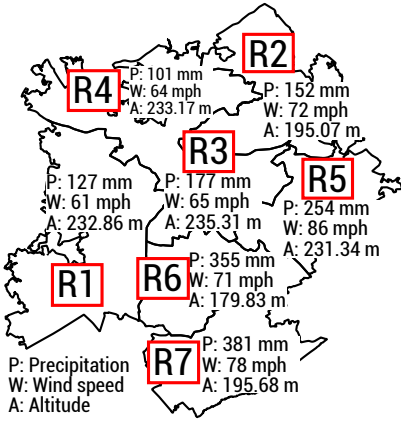 R2
P: 152 mm
W: 72 mph
A: 195.07 m
R4
P: 101 mm
W: 64 mph
A: 233.17 m
R3
P: 177 mm
W: 65 mph
A: 235.31 m
R5
P: 254 mm
W: 86 mph
A: 231.34 m
P: 127 mm
W: 61 mph
A: 232.86 m
R1
R6
P: 355 mm
W: 71 mph
A: 179.83 m
R7
P: 381 mm
W: 78 mph
A: 195.68 m
P: Precipitation
W: Wind speed
A: Altitude